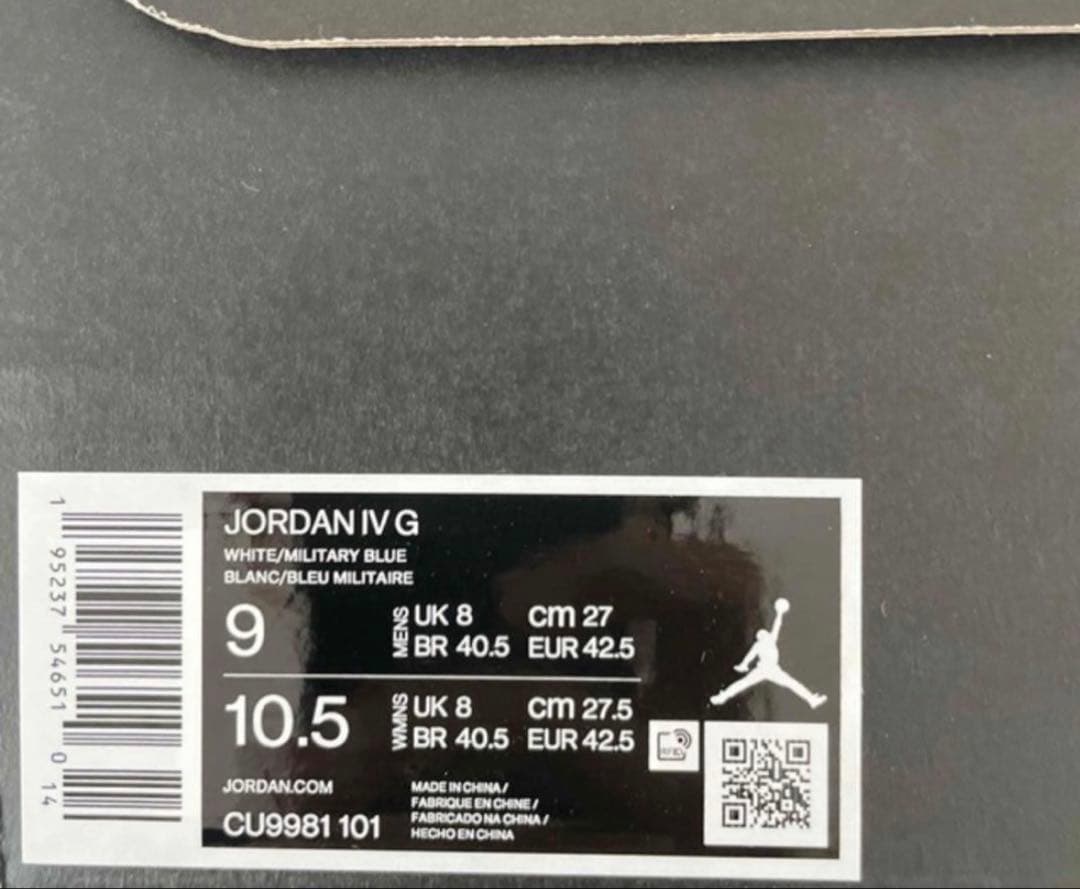 1 95237 54651 0 14
JORDAN IV G
WHITE/MILITARY BLUE
BLANC/BLEU MILITAIRE
9 MENS UK 8 cm 27
BR 40.5 EUR 42.5
10.5 WMNS UK 8 cm 27.5
BR 40.5 EUR 42.5
RFID
JORDAN.COM
CU9981 101
MADE IN CHINA /
FABRIQUE EN CHINE /
FABRICADO NA CHINA /
HECHO EN CHINA